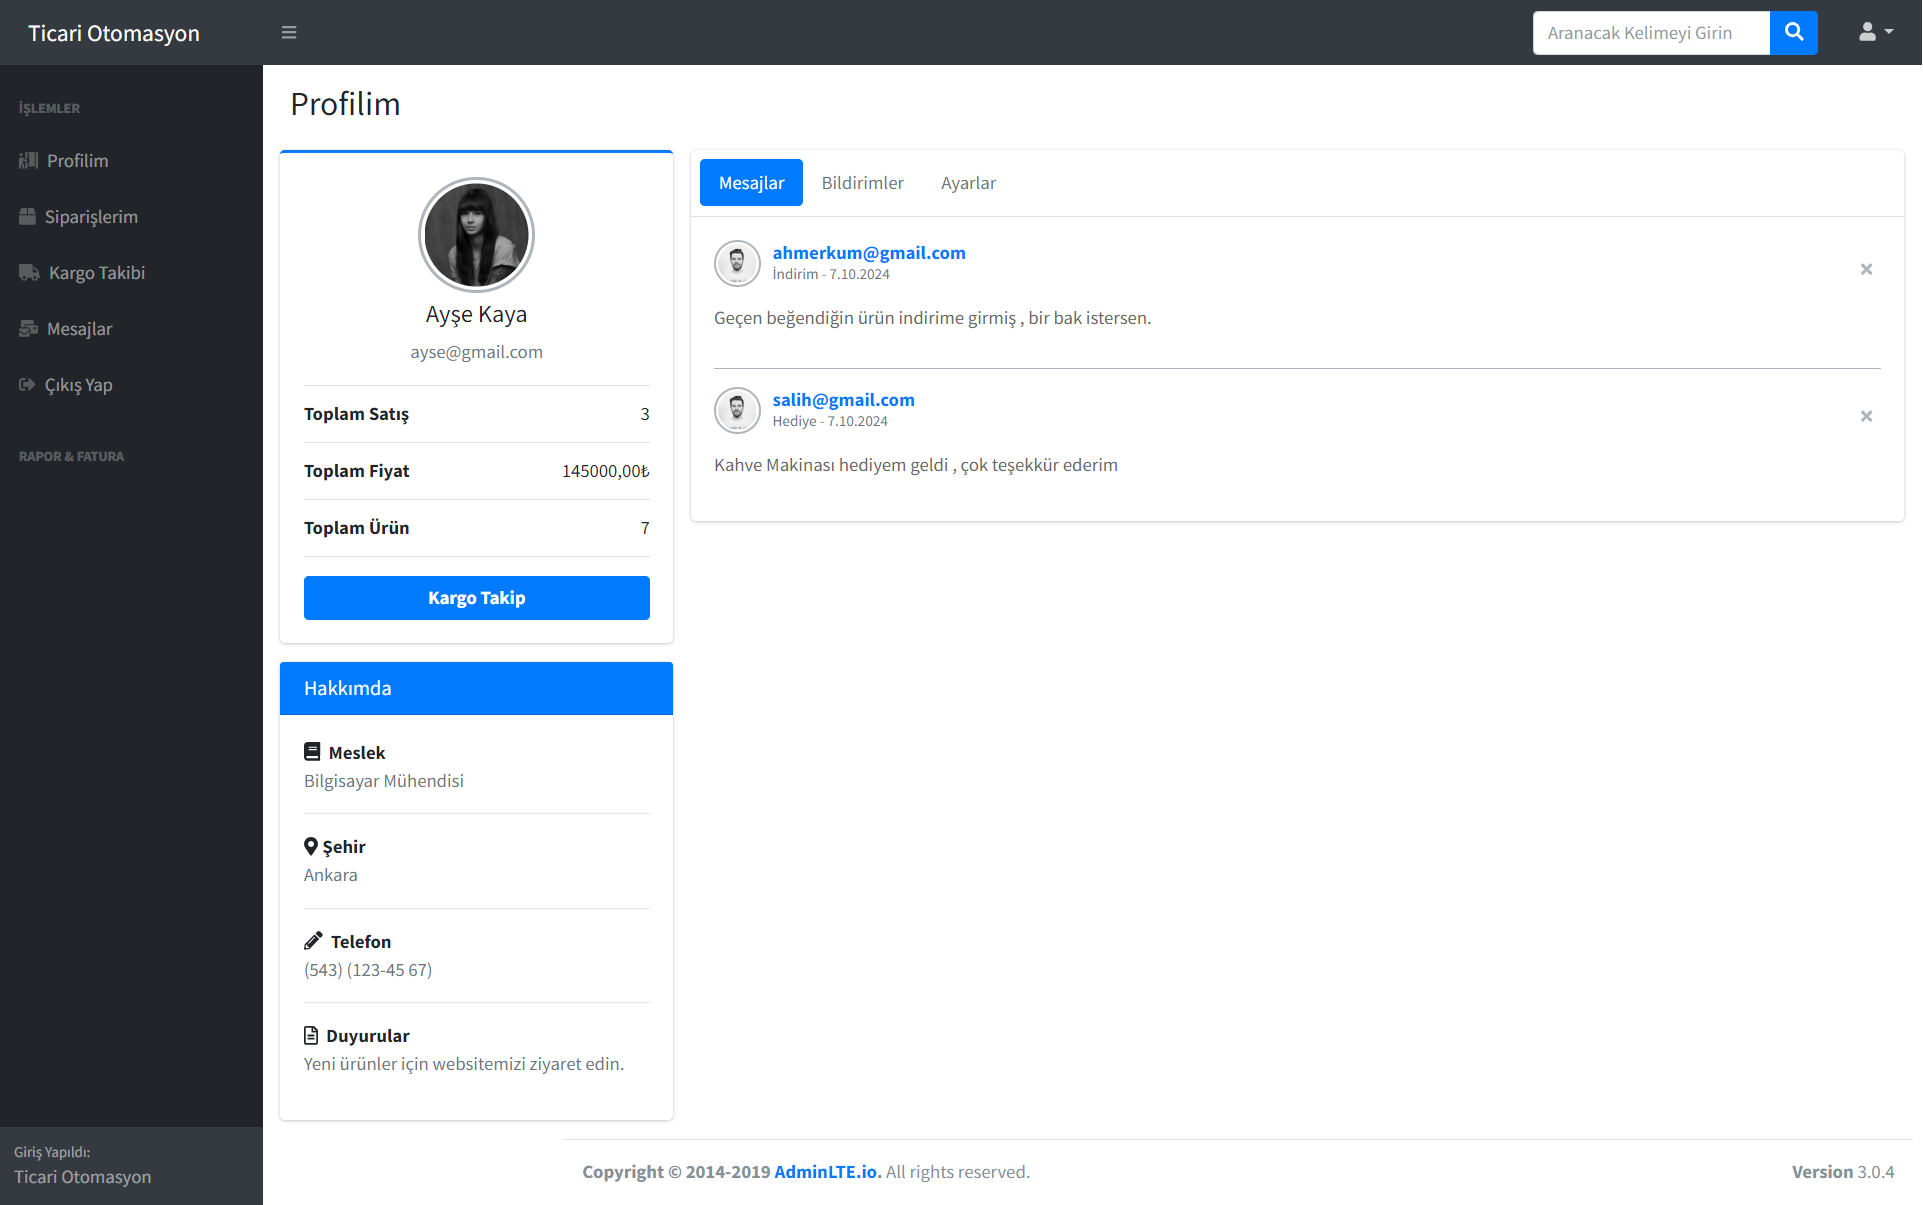 Ticari Otomasyon
Aranacak Kelimeyi Girin
İŞLEMLER
Profilim
Siparişlerim
Kargo Takibi
Mesajlar
Çıkış Yap
RAPOR & FATURA
Giriş Yapıldı:
Ticari Otomasyon
Profilim
Ayşe Kaya
ayse@gmail.com
Toplam Satış 3
Toplam Fiyat 145000,00₺
Toplam Ürün 7
Kargo Takip
Hakkımda
Meslek
Bilgisayar Mühendisi
Şehir
Ankara
Telefon
(543) (123-45 67)
Duyurular
Yeni ürünler için websitemizi ziyaret edin.
Mesajlar Bildirimler Ayarlar
ahmerkum@gmail.com
İndirim - 7.10.2024
Geçen beğendiğin ürün indirime girmiş , bir bak istersen.
salih@gmail.com
Hediye - 7.10.2024
Kahve Makinası hediyem geldi , çok teşekkür ederim
Copyright © 2014-2019 AdminLTE.io. All rights reserved.
Version 3.0.4